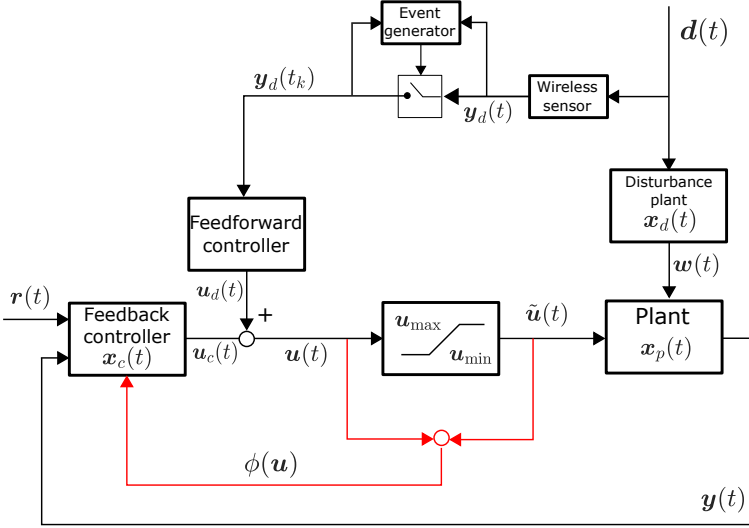 Event
generator
d(t)
y_d(t_k)
y_d(t)
Wireless
sensor
Disturbance
plant
x_d(t)
Feedforward
controller
w(t)
u_d(t)
+
r(t)
Feedback
controller
x_c(t)
u_c(t)
u(t)
u_max
u_min
ũ(t)
Plant
x_p(t)
ϕ(u)
y(t)